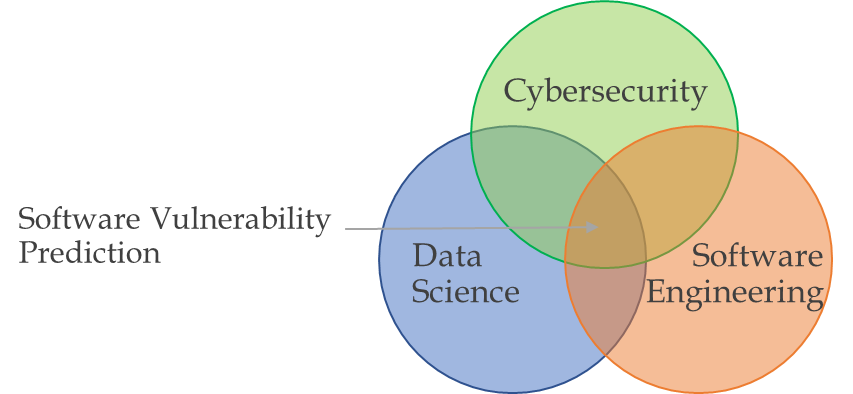 Cybersecurity
Software Vulnerability
Prediction
Data
Science
Software
Engineering